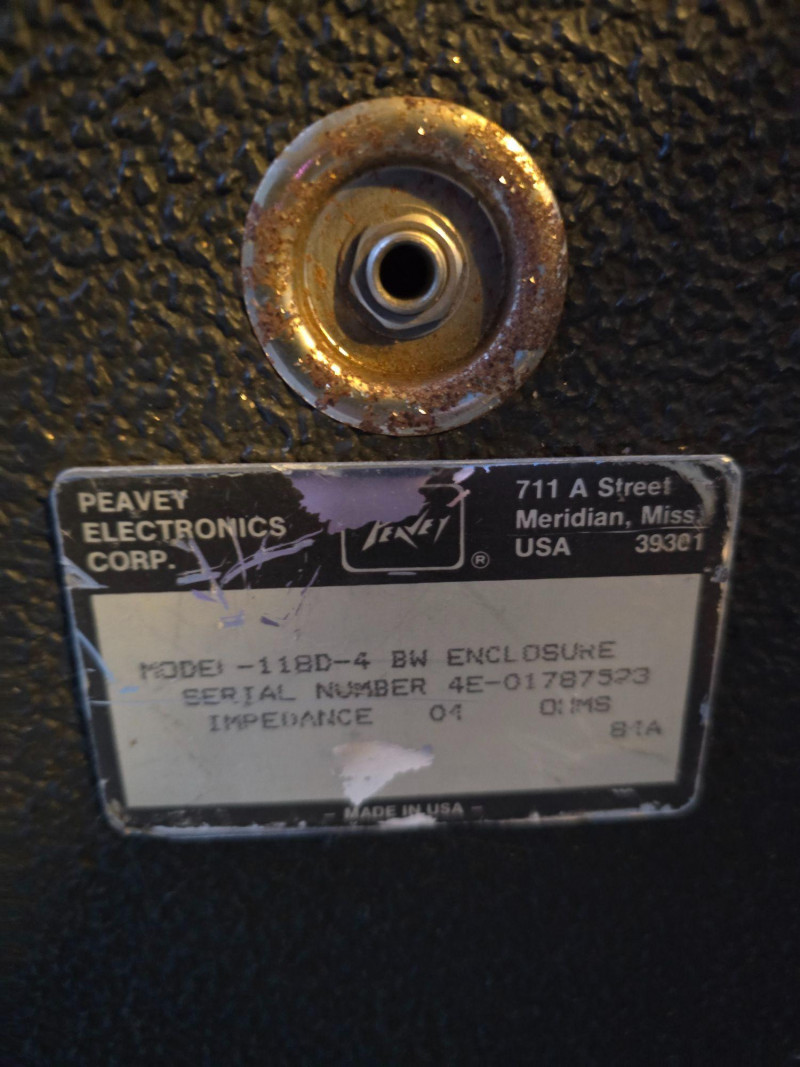 PEAVEY
ELECTRONICS
CORP.
PEAVEY
®
711 A Street
Meridian, Miss.
USA 39301
MODEL-118D-4 BW ENCLOSURE
SERIAL NUMBER 4E-01787523
IMPEDANCE 04 OHMS
- MADE IN USA -